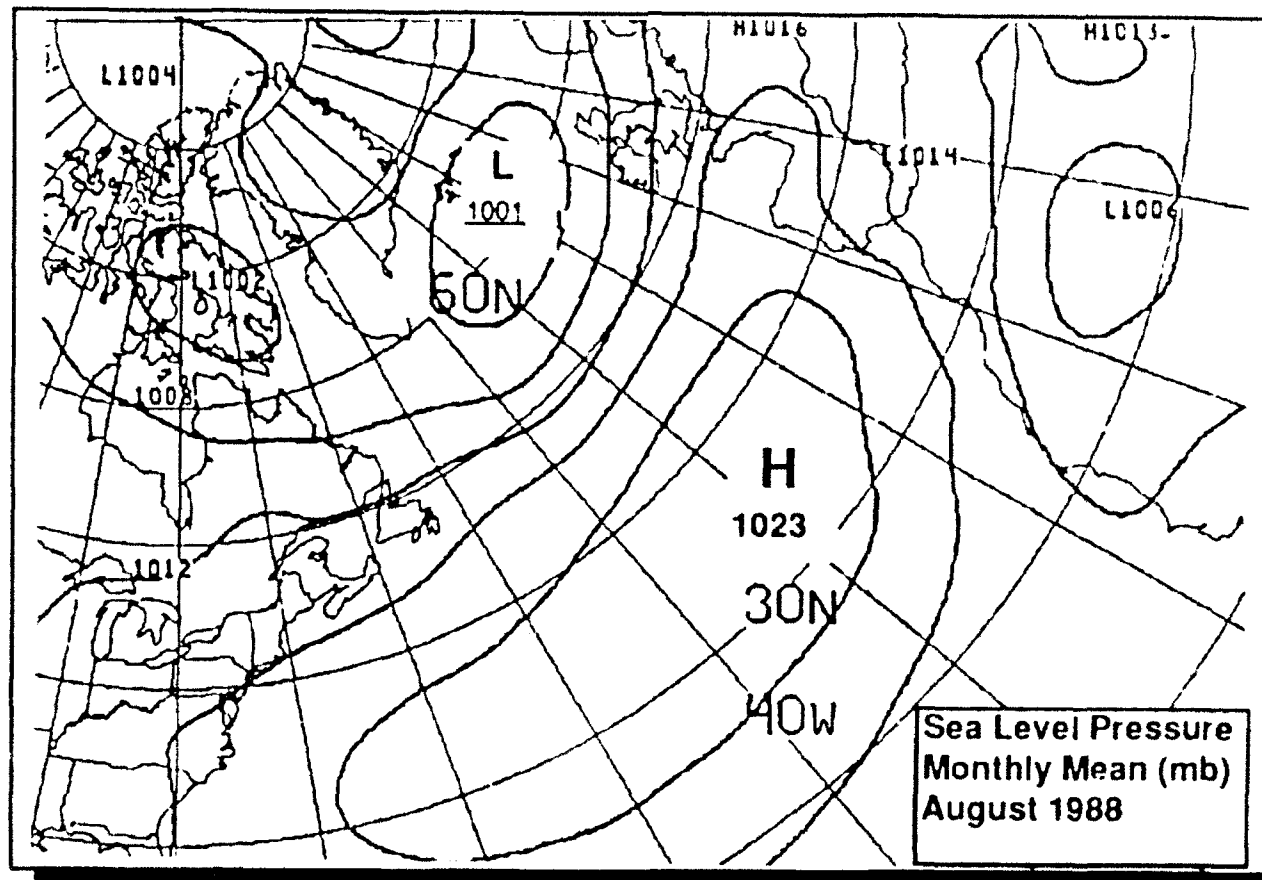 H1016
H1013
L1004
L1014
L
1001
L1006
L1002
60N
1008
H
1023
1012
30N
40W
Sea Level Pressure
Monthly Mean (mb)
August 1988